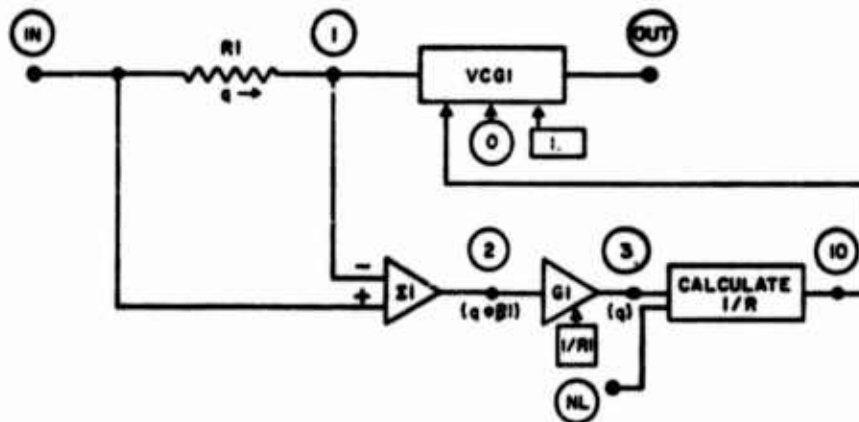 IN
R1
1
OUT
q →
VCG1
0
1.
-
+
Σ1
2
(q • β1)
G1
3
(q)
1/R1
CALCULATE
1/R
10
NL